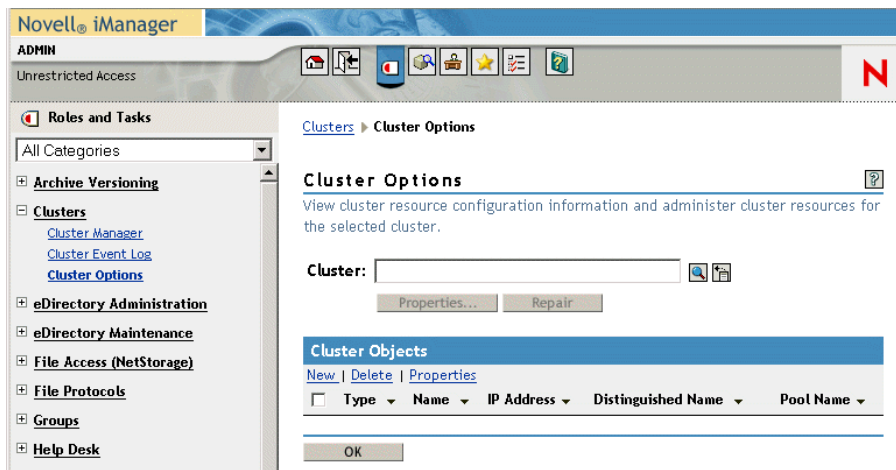 Novell® iManager
ADMIN
Unrestricted Access
N
Roles and Tasks
All Categories
Archive Versioning
Clusters
Cluster Manager
Cluster Event Log
Cluster Options
eDirectory Administration
eDirectory Maintenance
File Access (NetStorage)
File Protocols
Groups
Help Desk
Clusters Cluster Options
Cluster Options ?
View cluster resource configuration information and administer cluster resources for
the selected cluster.
Cluster:
Properties... Repair
Cluster Objects
New | Delete | Properties
Type Name IP Address Distinguished Name Pool Name
OK